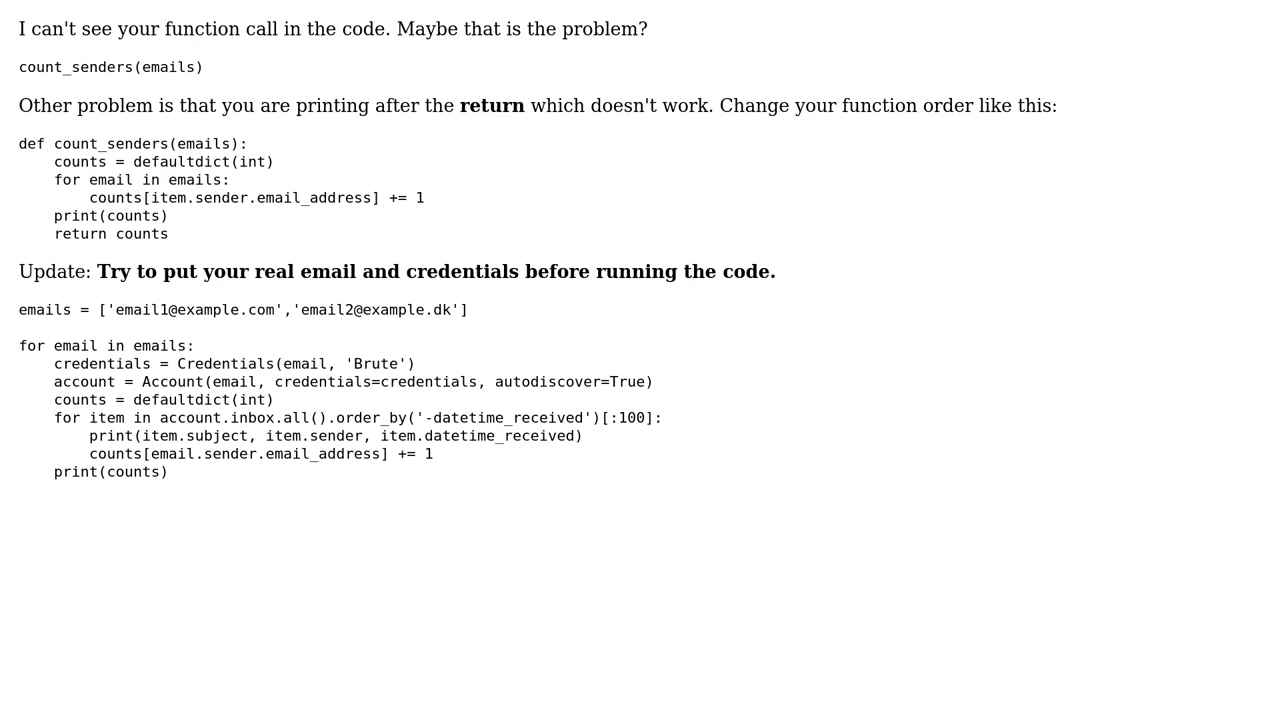 I can't see your function call in the code. Maybe that is the problem?
count_senders(emails)
Other problem is that you are printing after the return which doesn't work. Change your function order like this:
def count_senders(emails):
    counts = defaultdict(int)
    for email in emails:
        counts[item.sender.email_address] += 1
    print(counts)
    return counts
Update: Try to put your real email and credentials before running the code.
emails = ['email1@example.com','email2@example.dk']
for email in emails:
    credentials = Credentials(email, 'Brute')
    account = Account(email, credentials=credentials, autodiscover=True)
    counts = defaultdict(int)
    for item in account.inbox.all().order_by('-datetime_received')[:100]:
        print(item.subject, item.sender, item.datetime_received)
        counts[email.sender.email_address] += 1
    print(counts)